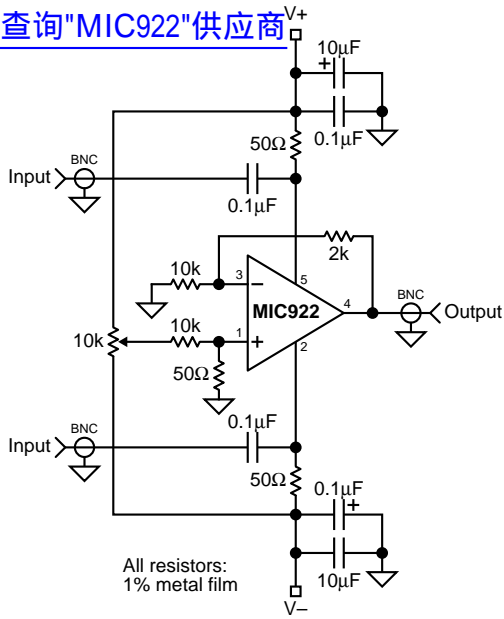 查询"MIC922"供应商
V+
10µF
+
50Ω
0.1µF
BNC
Input
0.1µF
2k
10k
3
−
5
MIC922
4
BNC
Output
10k
10k
1
+
2
50Ω
0.1µF
BNC
Input
50Ω
0.1µF
+
All resistors:
1% metal film
10µF
V–